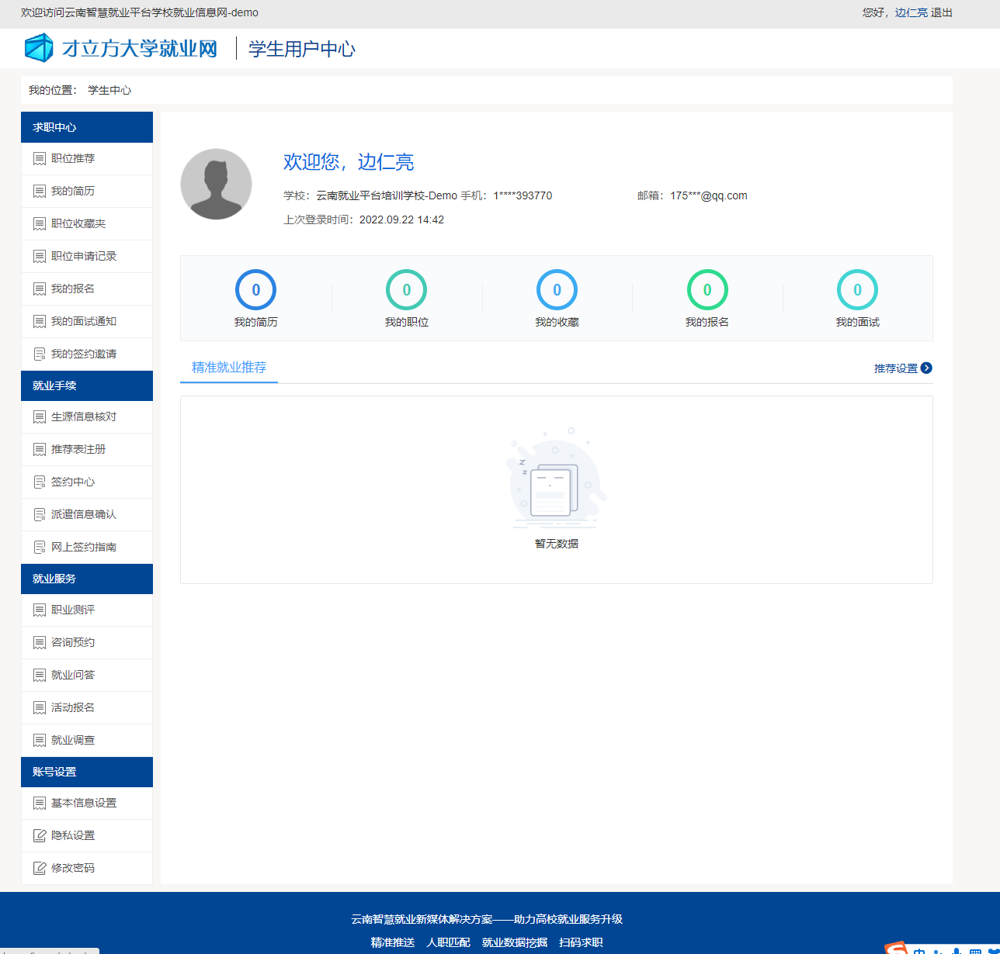 欢迎访问云南智慧就业平台学校就业信息网-demo
您好，边仁亮 退出
才立方大学就业网 学生用户中心
我的位置： 学生中心
求职中心
职位推荐
我的简历
职位收藏夹
职位申请记录
我的报名
我的面试通知
我的签约邀请
就业手续
生源信息核对
推荐表注册
签约中心
派遣信息确认
网上签约指南
就业服务
职业测评
咨询预约
就业问答
活动报名
就业调查
账号设置
基本信息设置
隐私设置
修改密码
欢迎您，边仁亮
学校：云南就业平台培训学校-Demo 手机：1****393770 邮箱：175***@qq.com
上次登录时间：2022.09.22 14:42
0 0 0 0 0
我的简历 我的职位 我的收藏 我的报名 我的面试
精准就业推荐 推荐设置
z
z
暂无数据
云南智慧就业新媒体解决方案——助力高校就业服务升级
精准推送 人职匹配 就业数据挖掘 扫码求职